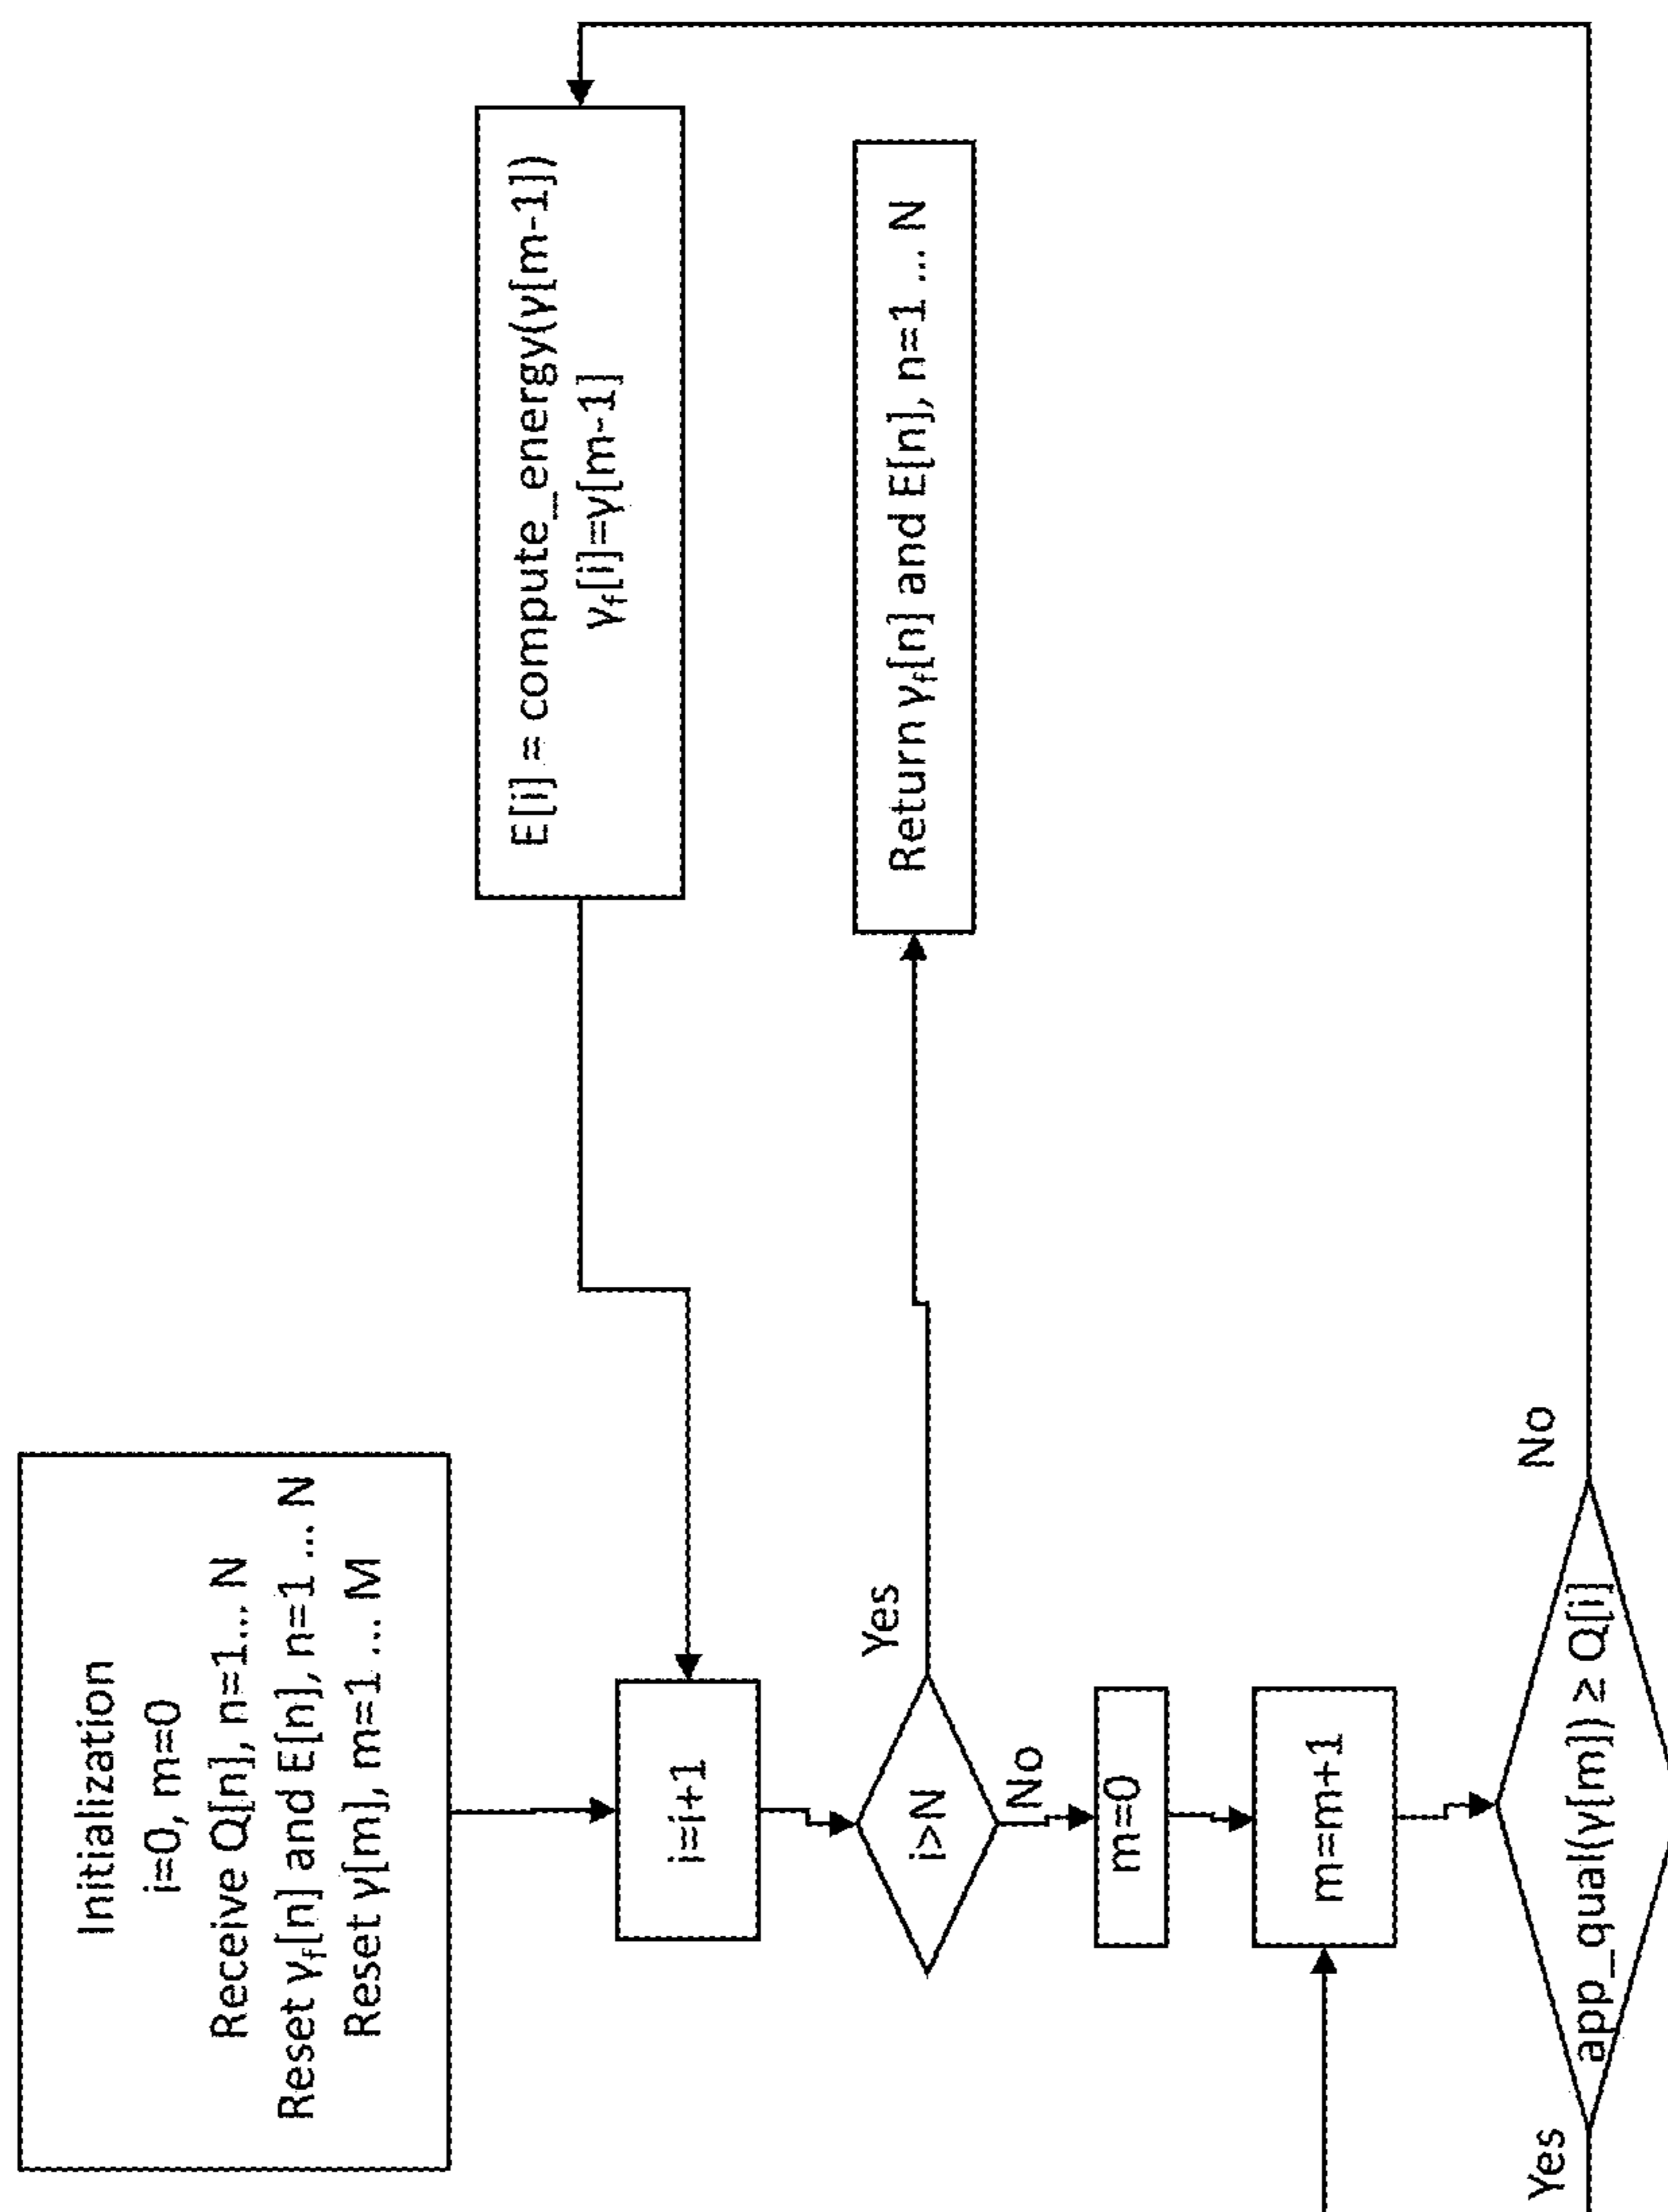 Initialization
i=0, m=0
Receive Q[n], n=1... N
Reset γf[n] and E[n], n=1 ... N
Reset γ[m], m=1 ... M
i=i+1
i>N
Yes
No
m=0
m=m+1
app_qual(γ[m]) ≥ Q[i]
Yes
No
E[i] = compute_energy(γ[m-1])
γf[i]=γ[m-1]
Return γf[n] and E[n], n=1 ... N